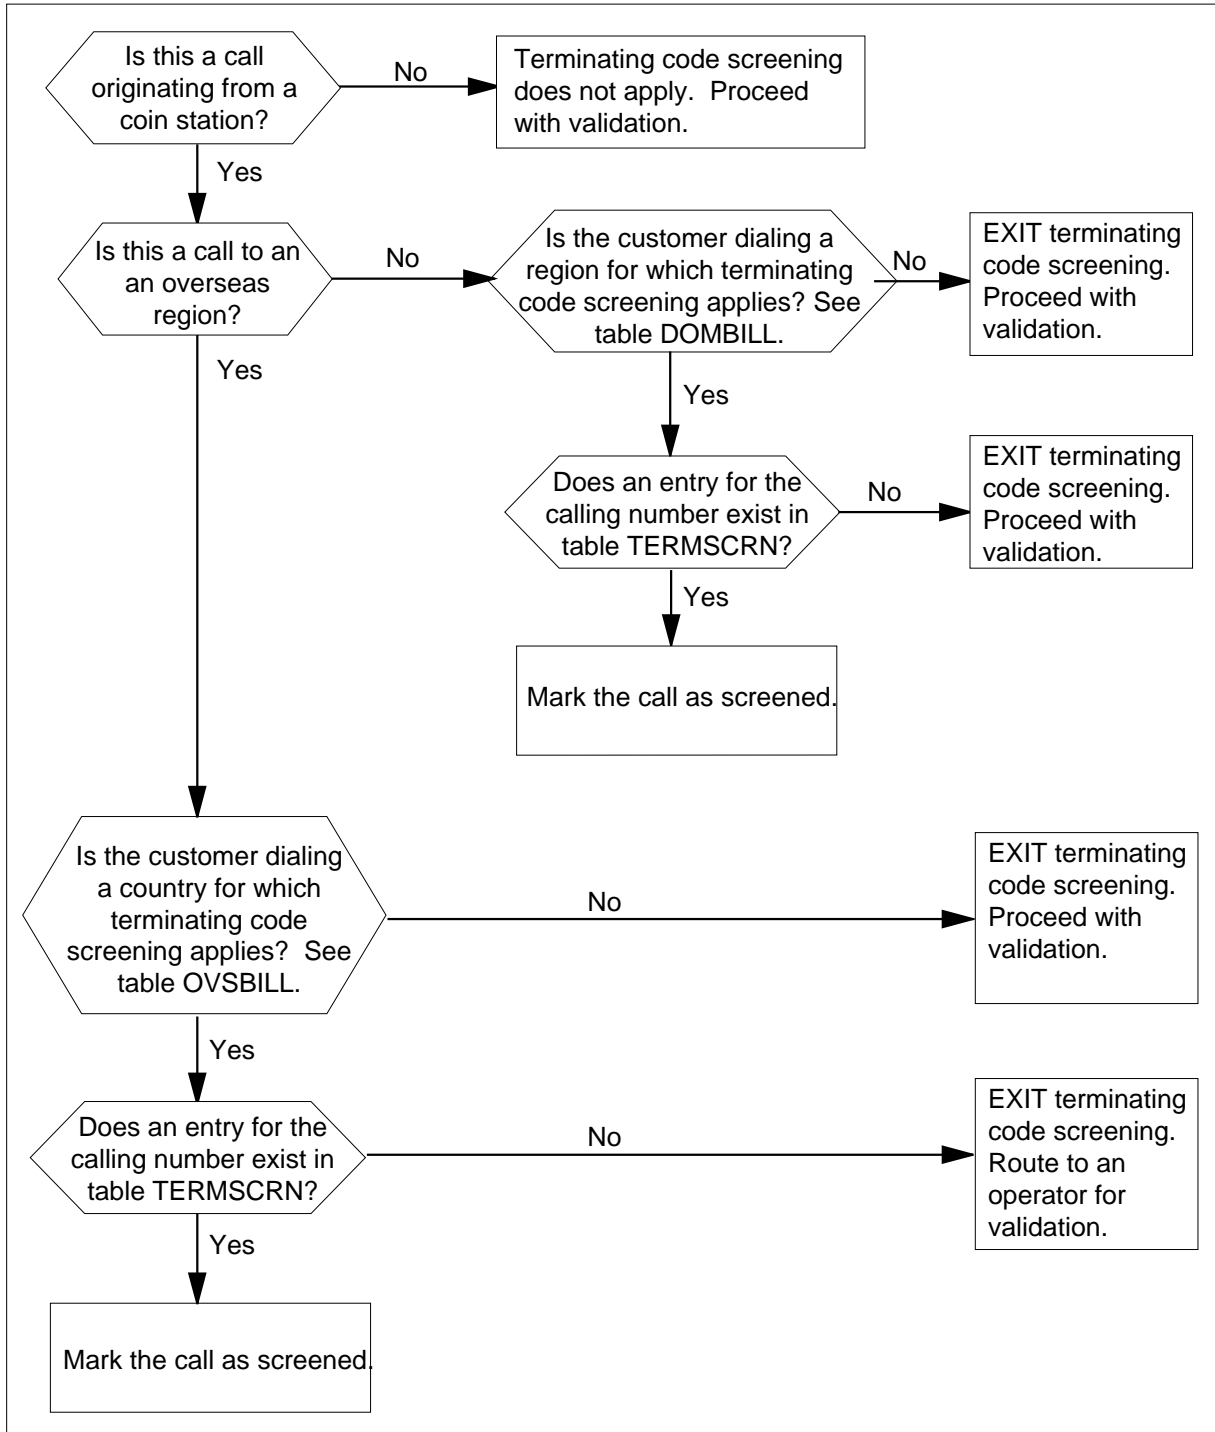 Is this a call
originating from a
coin station?
No
Terminating code screening
does not apply.  Proceed
with validation.
Yes
Is this a call to an
an overseas
region?
No
Is the customer dialing a
region for which terminating
code screening applies? See
table DOMBILL.
No
EXIT terminating
code screening.
Proceed with
validation.
Yes
Yes
Does an entry for the
calling number exist in
table TERMSCRN?
No
EXIT terminating
code screening.
Proceed with
validation.
Yes
Mark the call as screened.
Is the customer dialing
a country for which
terminating code
screening applies?  See
table OVSBILL.
No
EXIT terminating
code screening.
Proceed with
validation.
Yes
Does an entry for the
calling number exist in
table TERMSCRN?
No
EXIT terminating
code screening.
Route to an
operator for
validation.
Yes
Mark the call as screened.